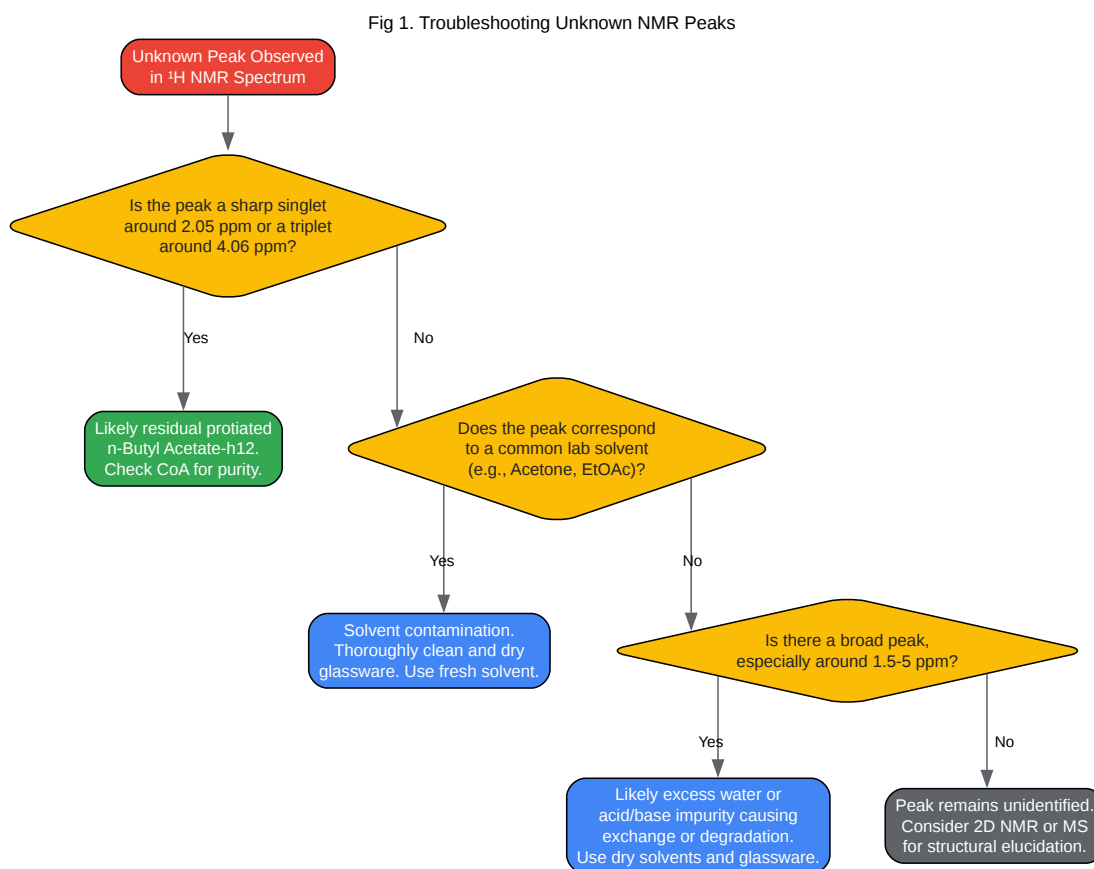 Fig 1. Troubleshooting Unknown NMR Peaks
Unknown Peak Observed
in ¹H NMR Spectrum
Is the peak a sharp singlet
around 2.05 ppm or a triplet
around 4.06 ppm?
Yes
No
Likely residual protiated
n-Butyl Acetate-h12.
Check CoA for purity.
Does the peak correspond
to a common lab solvent
(e.g., Acetone, EtOAc)?
Yes
No
Solvent contamination.
Thoroughly clean and dry
glassware. Use fresh solvent.
Is there a broad peak,
especially around 1.5-5 ppm?
Yes
No
Likely excess water or
acid/base impurity causing
exchange or degradation.
Use dry solvents and glassware.
Peak remains unidentified.
Consider 2D NMR or MS
for structural elucidation.